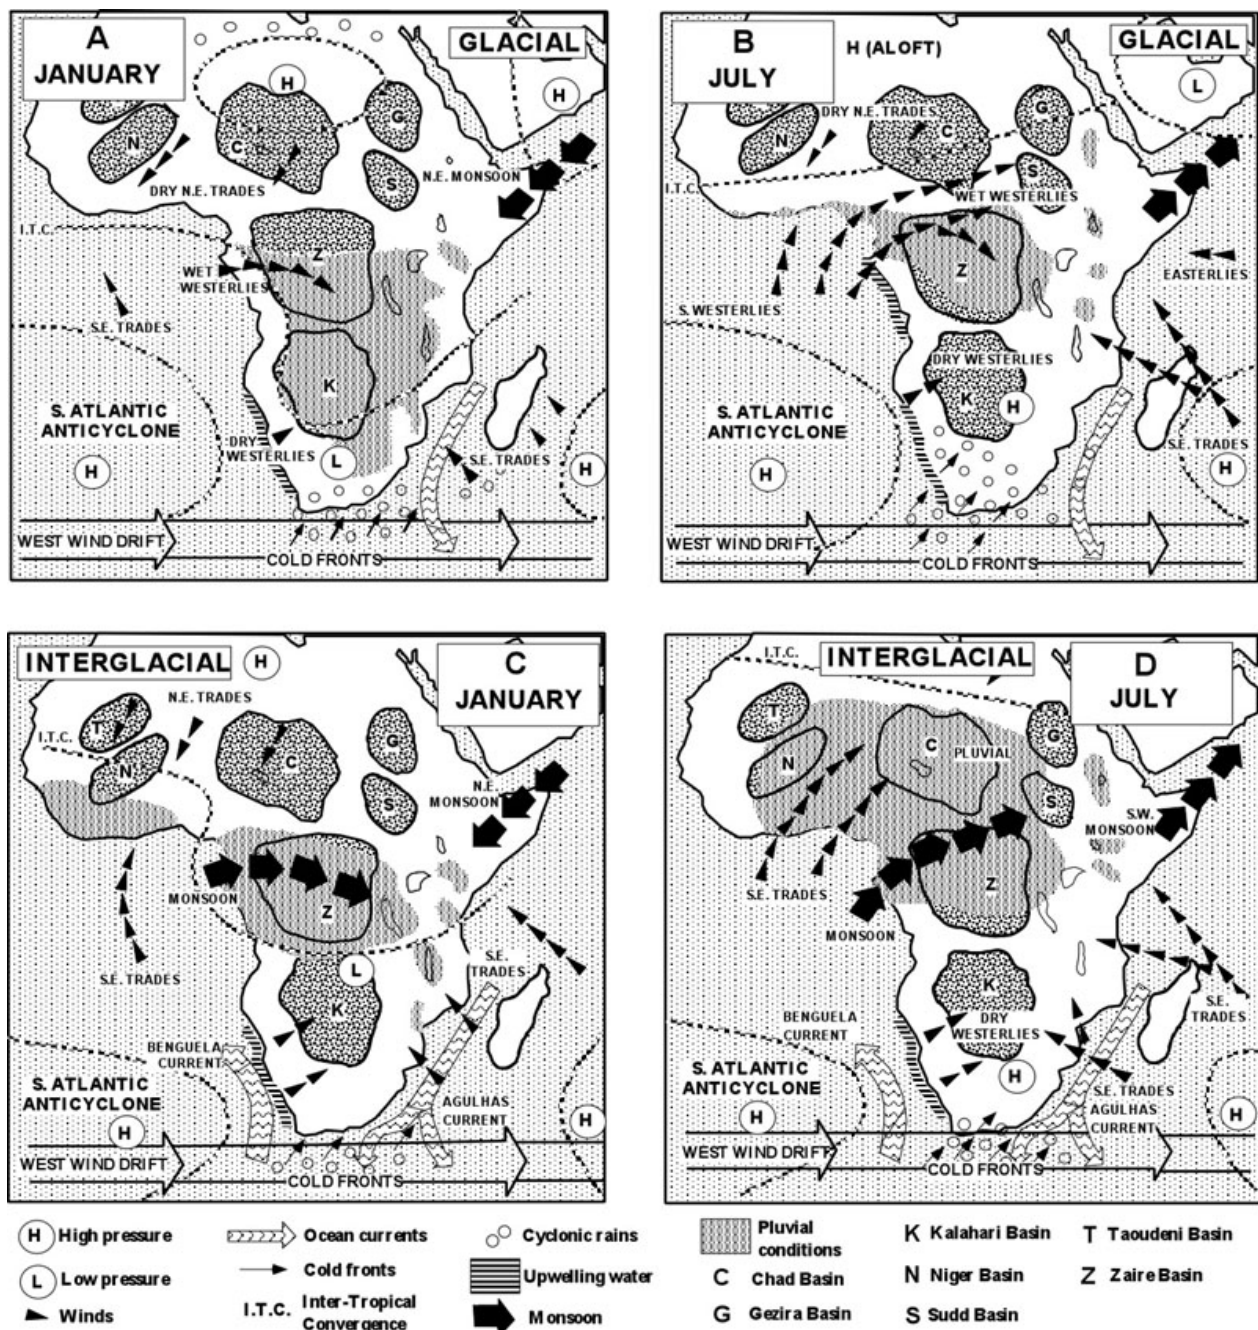 A
JANUARY
GLACIAL
H
H
G
C
N
S
DRY N.E. TRADES
N.E. MONSOON
I.T.C.
Z
WET
WESTERLIES
S.E. TRADES
K
S. ATLANTIC
ANTICYCLONE
H
DRY
WESTERLIES
L
S.E. TRADES
H
WEST WIND DRIFT
COLD FRONTS
B
JULY
H (ALOFT)
GLACIAL
L
DRY N.E. TRADES
G
C
N
S
I.T.C.
WET WESTERLIES
Z
EASTERLIES
S. WESTERLIES
DRY WESTERLIES
K
H
S. ATLANTIC
ANTICYCLONE
H
S.E. TRADES
H
WEST WIND DRIFT
COLD FRONTS
INTERGLACIAL
H
C
JANUARY
N.E. TRADES
T
I.T.C.
N
C
G
S
N.E.
MONSOON
MONSOON
Z
S.E. TRADES
L
S.E.
TRADES
K
BENGUELA
CURRENT
S. ATLANTIC
ANTICYCLONE
H
AGULHAS
CURRENT
H
WEST WIND DRIFT
COLD FRONTS
I.T.C.
INTERGLACIAL
D
JULY
T
G
C
PLUVIAL
N
S
S.W.
MONSOON
S.E. TRADES
Z
MONSOON
K
DRY
WESTERLIES
S.E.
TRADES
BENGUELA
CURRENT
H
S. ATLANTIC
ANTICYCLONE
H
S.E. TRADES
AGULHAS
CURRENT
H
WEST WIND DRIFT
COLD FRONTS
H High pressure
L Low pressure
Winds
Ocean currents
Cold fronts
I.T.C. Inter-Tropical
Convergence
Cyclonic rains
Upwelling water
Monsoon
Pluvial
conditions
C Chad Basin
G Gezira Basin
K Kalahari Basin
N Niger Basin
S Sudd Basin
T Taoudeni Basin
Z Zaire Basin